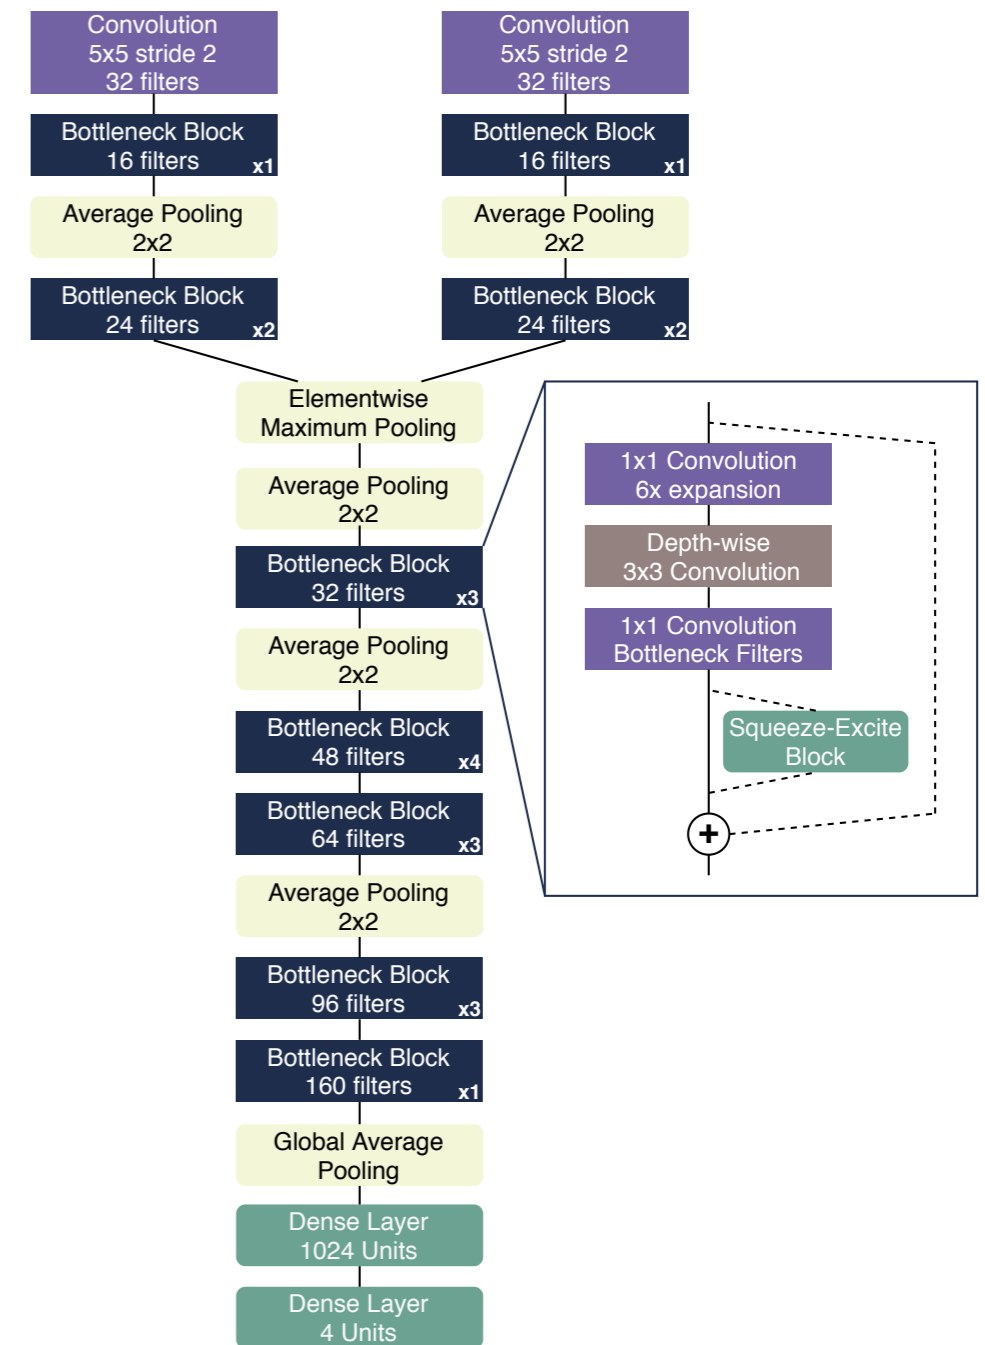 Convolution
5x5 stride 2
32 filters
Bottleneck Block
16 filters
x1
Average Pooling
2x2
Bottleneck Block
24 filters
x2
Convolution
5x5 stride 2
32 filters
Bottleneck Block
16 filters
x1
Average Pooling
2x2
Bottleneck Block
24 filters
x2
Elementwise
Maximum Pooling
Average Pooling
2x2
Bottleneck Block
32 filters
x3
Average Pooling
2x2
Bottleneck Block
48 filters
x4
Bottleneck Block
64 filters
x3
Average Pooling
2x2
Bottleneck Block
96 filters
x3
Bottleneck Block
160 filters
x1
Global Average
Pooling
Dense Layer
1024 Units
Dense Layer
4 Units
1x1 Convolution
6x expansion
Depth-wise
3x3 Convolution
1x1 Convolution
Bottleneck Filters
Squeeze-Excite
Block
+